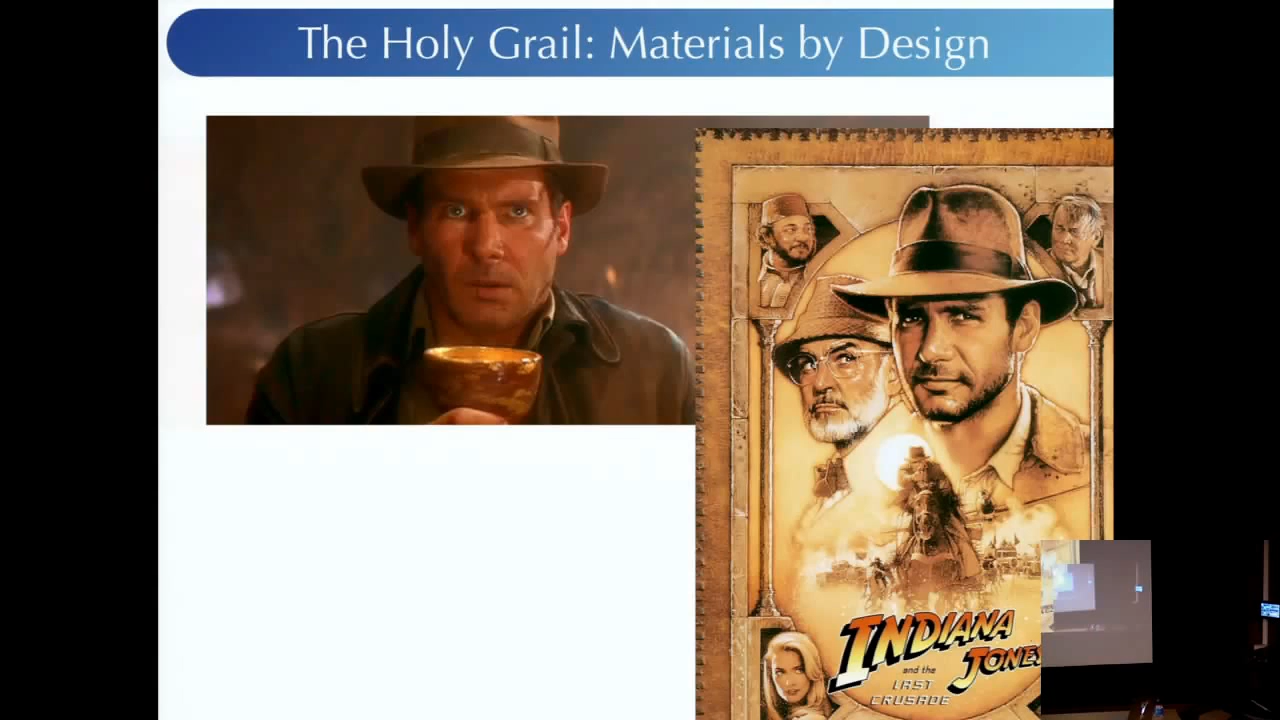 The Holy Grail: Materials by Design
INDIANA
JONES
and the
LAST
CRUSADE